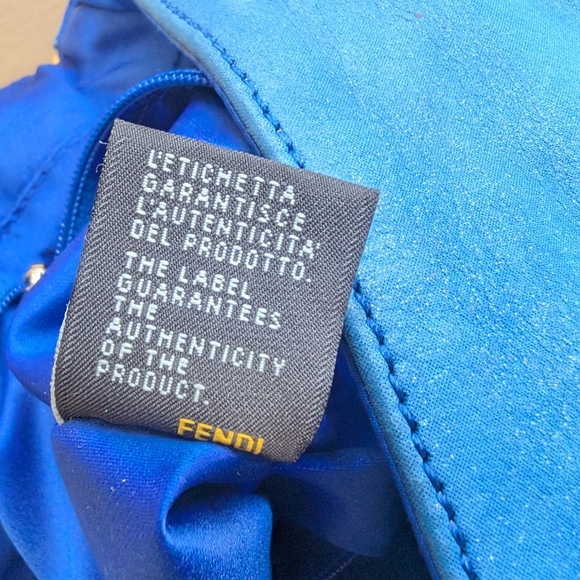 L'ETICHETTA
GARANTISCE
L'AUTENTICITA'
DEL PRODOTTO.
THE LABEL
GUARANTEES
THE
AUTHENTICITY
OF THE
PRODUCT.
FENDI